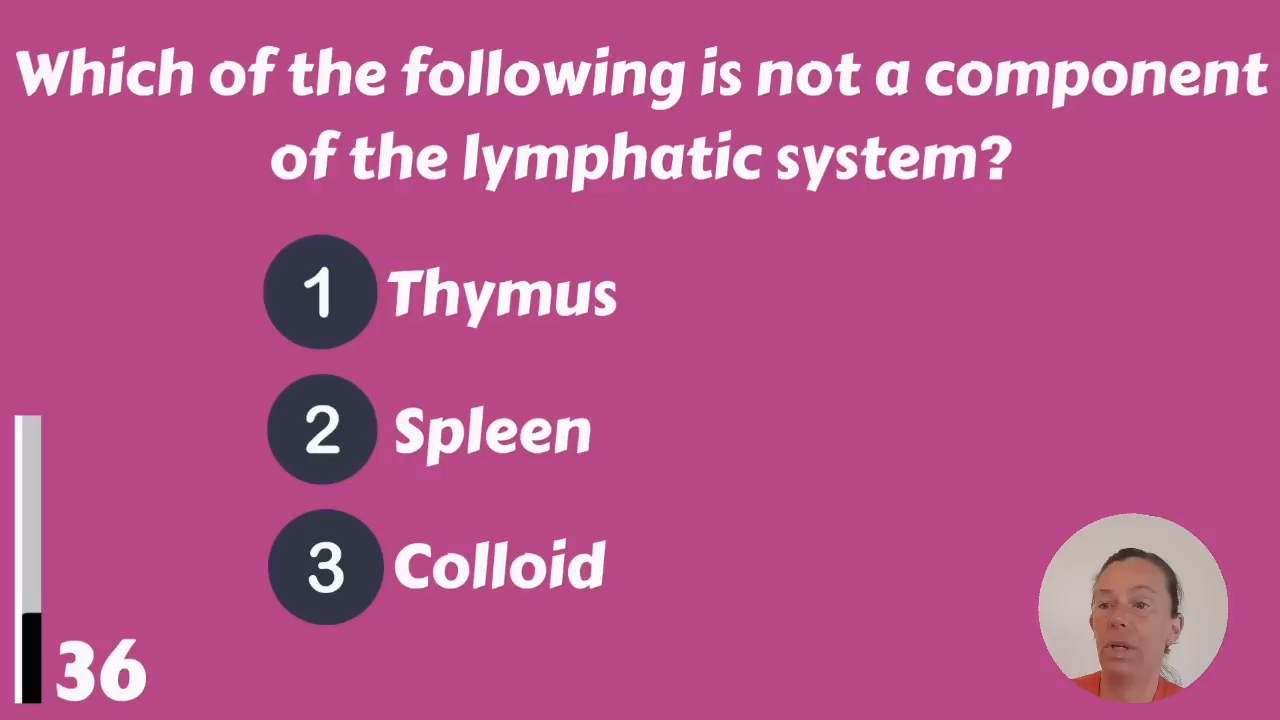 Which of the following is not a component
of the lymphatic system?
1 Thymus
2 Spleen
3 Colloid
36